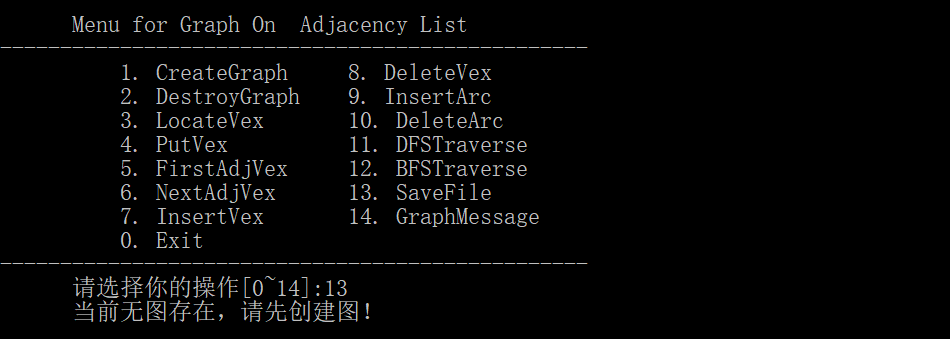 Menu for Graph On  Adjacency List
-------------------------------------------------
1. CreateGraph     8. DeleteVex
2. DestroyGraph    9. InsertArc
3. LocateVex       10. DeleteArc
4. PutVex          11. DFSTraverse
5. FirstAdjVex     12. BFSTraverse
6. NextAdjVex      13. SaveFile
7. InsertVex       14. GraphMessage
0. Exit
-------------------------------------------------
请选择你的操作[0~14]:13
当前无图存在，请先创建图！